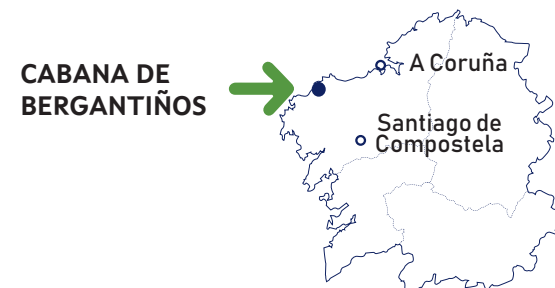 CABANA DE
BERGANTIÑOS
A Coruña
Santiago de
Compostela